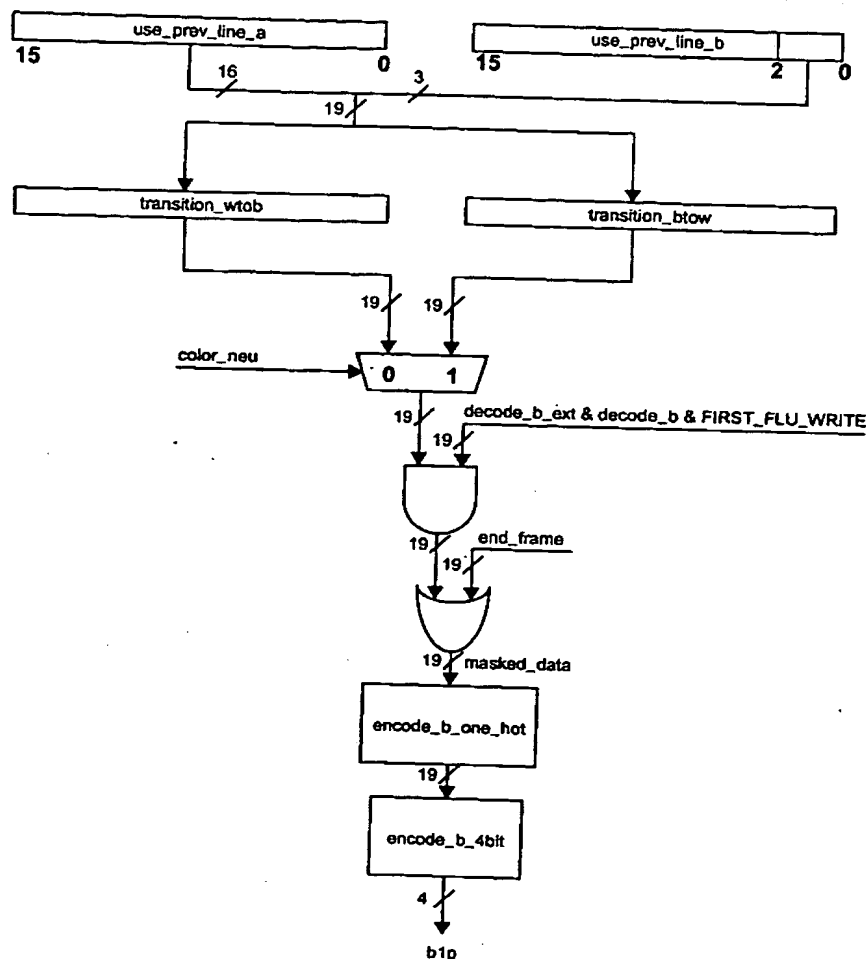 use_prev_line_a
use_prev_line_b
15
0
15
2
0
16
3
19
transition_wtob
transition_btow
19
19
color_neu
0
1
19
decode_b_ext & decode_b & FIRST_FLU_WRITE
19
19
end_frame
19
19
masked_data
encode_b_one_hot
19
encode_b_4bit
4
b1p